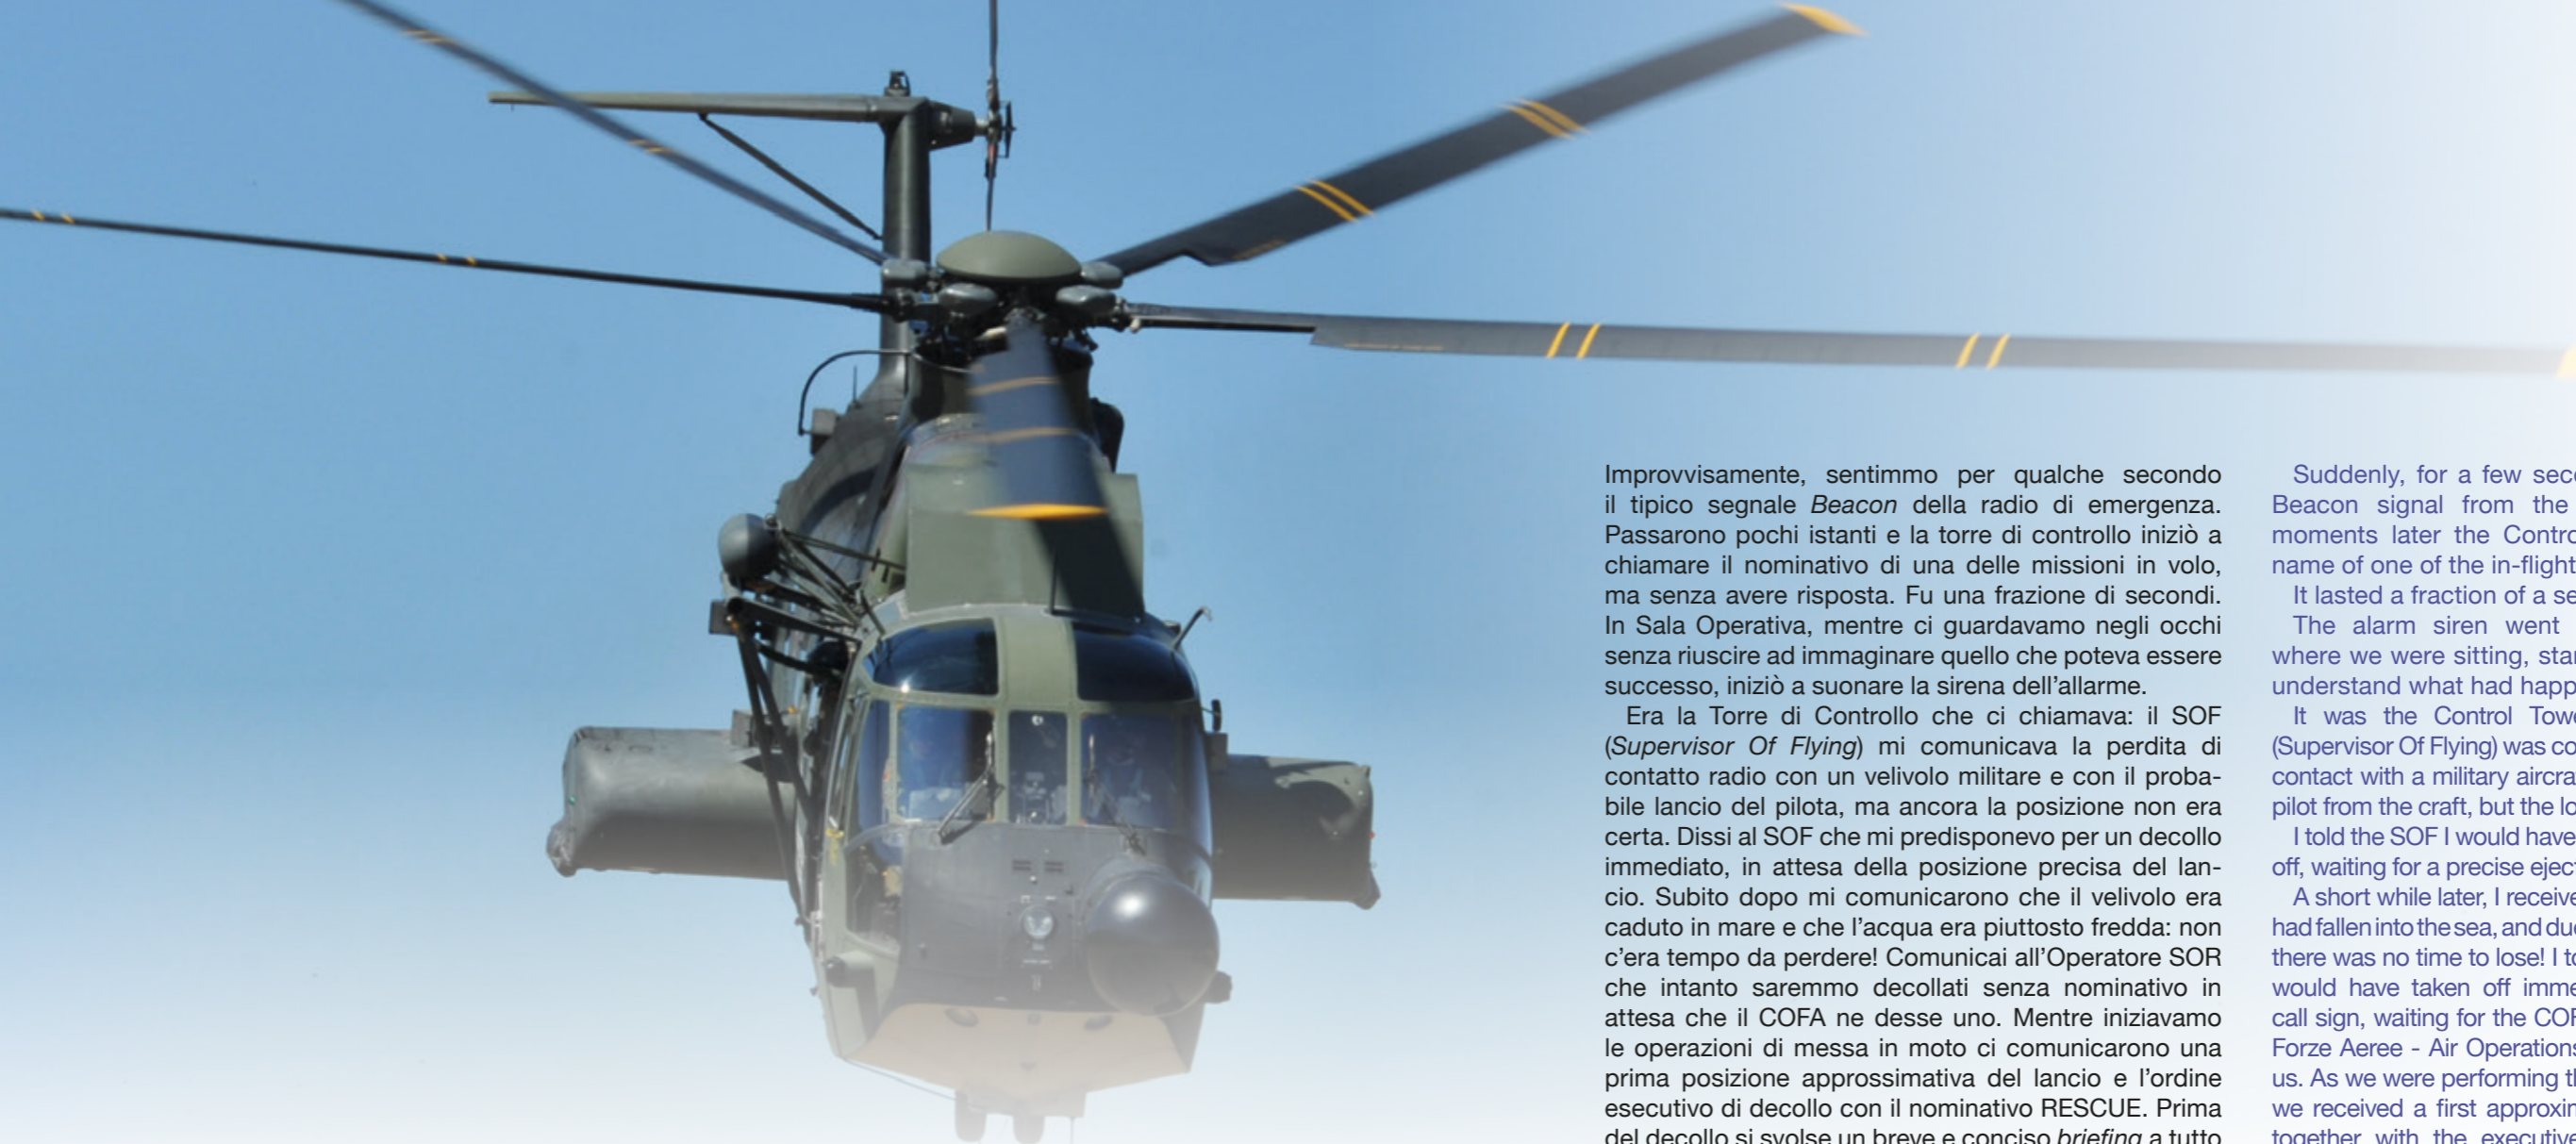 Improvvisamente, sentimmo per qualche secondo
il tipico segnale Beacon della radio di emergenza.
Passarono pochi istanti e la torre di controllo iniziò a
chiamare il nominativo di una delle missioni in volo,
ma senza avere risposta. Fu una frazione di secondi.
In Sala Operativa, mentre ci guardavamo negli occhi
senza riuscire ad immaginare quello che poteva essere
successo, iniziò a suonare la sirena dell’allarme.
Era la Torre di Controllo che ci chiamava: il SOF
(Supervisor Of Flying) mi comunicava la perdita di
contatto radio con un velivolo militare e con il proba-
bile lancio del pilota, ma ancora la posizione non era
certa. Dissi al SOF che mi predisponevo per un decollo
immediato, in attesa della posizione precisa del lan-
cio. Subito dopo mi comunicarono che il velivolo era
caduto in mare e che l’acqua era piuttosto fredda: non
c’era tempo da perdere! Comunicai all’Operatore SOR
che intanto saremmo decollati senza nominativo in
attesa che il COFA ne desse uno. Mentre iniziavamo
le operazioni di messa in moto ci comunicarono una
prima posizione approssimativa del lancio e l’ordine
esecutivo di decollo con il nominativo RESCUE. Prima
del decollo si svolse un breve e conciso briefing a tutto
Suddenly, for a few
Beacon signal from the
moments later the
name of one of the in-flight
It lasted a fraction of a
The alarm siren went
where we were sitting,
understand what had
It was the Control
(Supervisor Of Flying) was
contact with a military
pilot from the craft, but the
I told the SOF I would have
off, waiting for a precise
A short while later, I
had fallen into the sea, and
there was no time to lose! I
would have taken off
call sign, waiting for the
Forze Aeree - Air Operations
us. As we were performing
we received a first
together with the